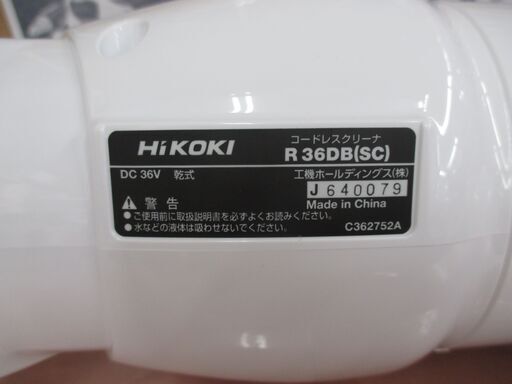 コードレスクリーナ
HiKOKI R 36DB(SC)
DC 36V 乾式 工機ホールディングス(株)
J 640079
Made in China
⚠ 警告
●ご使用前に取扱説明書を必ずよくお読みください。
●水などの液体は吸わせないでください。
C362752A